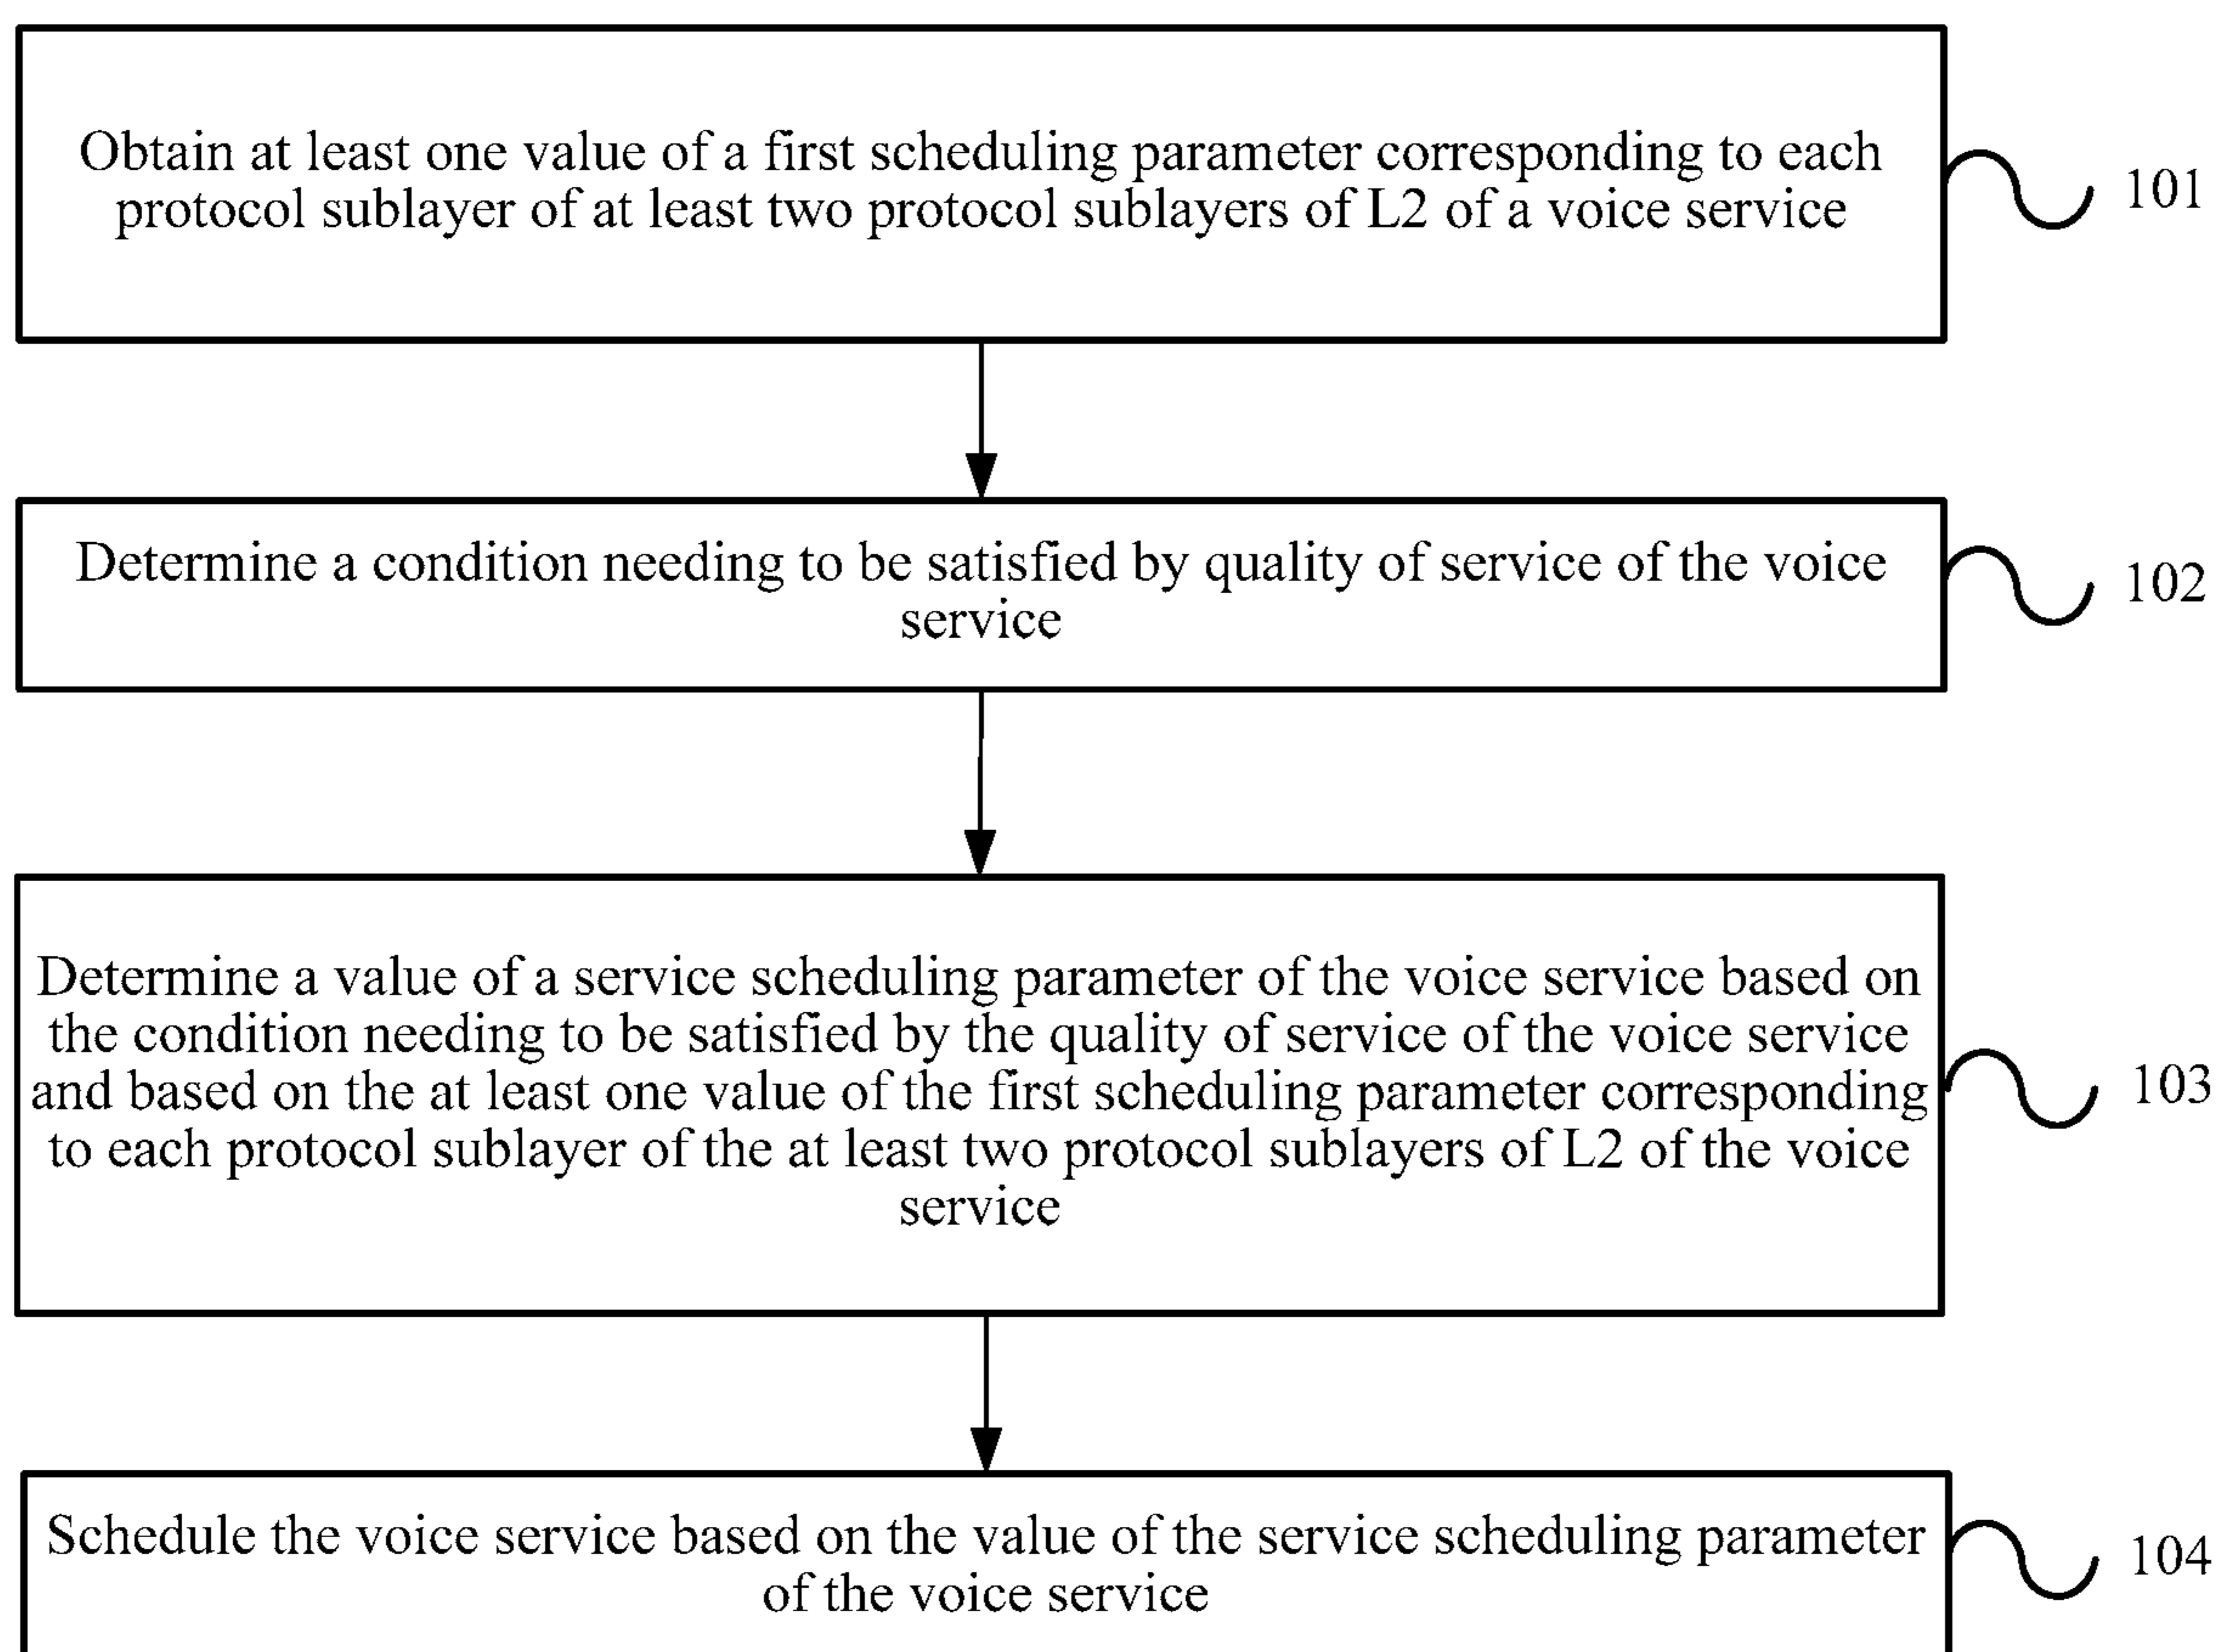 Obtain at least one value of a first scheduling parameter corresponding to each
protocol sublayer of at least two protocol sublayers of L2 of a voice service
101
Determine a condition needing to be satisfied by quality of service of the voice
service
102
Determine a value of a service scheduling parameter of the voice service based on
the condition needing to be satisfied by the quality of service of the voice service
and based on the at least one value of the first scheduling parameter corresponding
to each protocol sublayer of the at least two protocol sublayers of L2 of the voice
service
103
Schedule the voice service based on the value of the service scheduling parameter
of the voice service
104